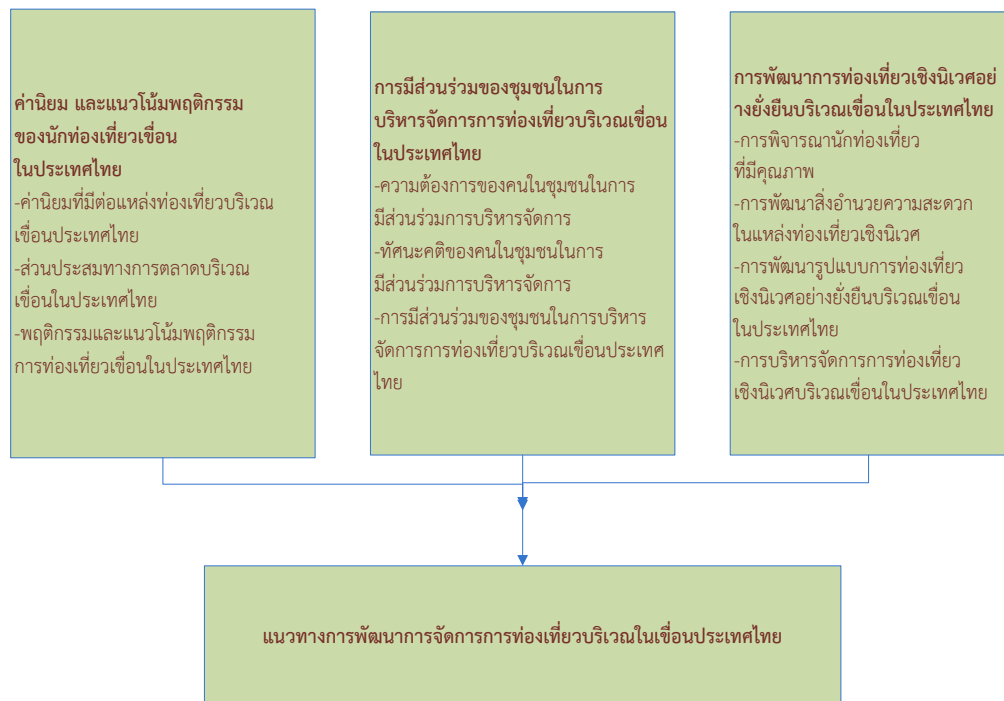 ค่านิยม และแนวโน้มพฤติกรรม
ของนักท่องเที่ยวเขื่อน
ในประเทศไทย
-ค่านิยมที่มีต่อแหล่งท่องเที่ยวบริเวณ
เขื่อนประเทศไทย
-ส่วนประสมทางการตลาดบริเวณ
เขื่อนในประเทศไทย
-พฤติกรรมและแนวโน้มพฤติกรรม
การท่องเที่ยวเขื่อนในประเทศไทย
การมีส่วนร่วมของชุมชนในการ
บริหารจัดการการท่องเที่ยวบริเวณเขื่อน
ในประเทศไทย
-ความต้องการของคนในชุมชนในการ
มีส่วนร่วมการบริหารจัดการ
-ทัศนะคติของคนในชุมชนในการ
มีส่วนร่วมการบริหารจัดการ
-การมีส่วนร่วมของชุมชนในการบริหาร
จัดการการท่องเที่ยวบริเวณเขื่อนประเทศ
ไทย
การพัฒนาการท่องเที่ยวเชิงนิเวศอย่
างยั่งยืนบริเวณเขื่อนในประเทศไทย
-การพิจารณานักท่องเที่ยว
ที่มีคุณภาพ
-การพัฒนาสิ่งอำนวยความสะดวก
ในแหล่งท่องเที่ยวเชิงนิเวศ
-การพัฒนารูปแบบการท่องเที่ยว
เชิงนิเวศอย่างยั่งยืนบริเวณเขื่อน
ในประเทศไทย
-การบริหารจัดการการท่องเที่ยว
เชิงนิเวศบริเวณเขื่อนในประเทศไทย
แนวทางการพัฒนาการจัดการการท่องเที่ยวบริเวณในเขื่อนประเทศไทย